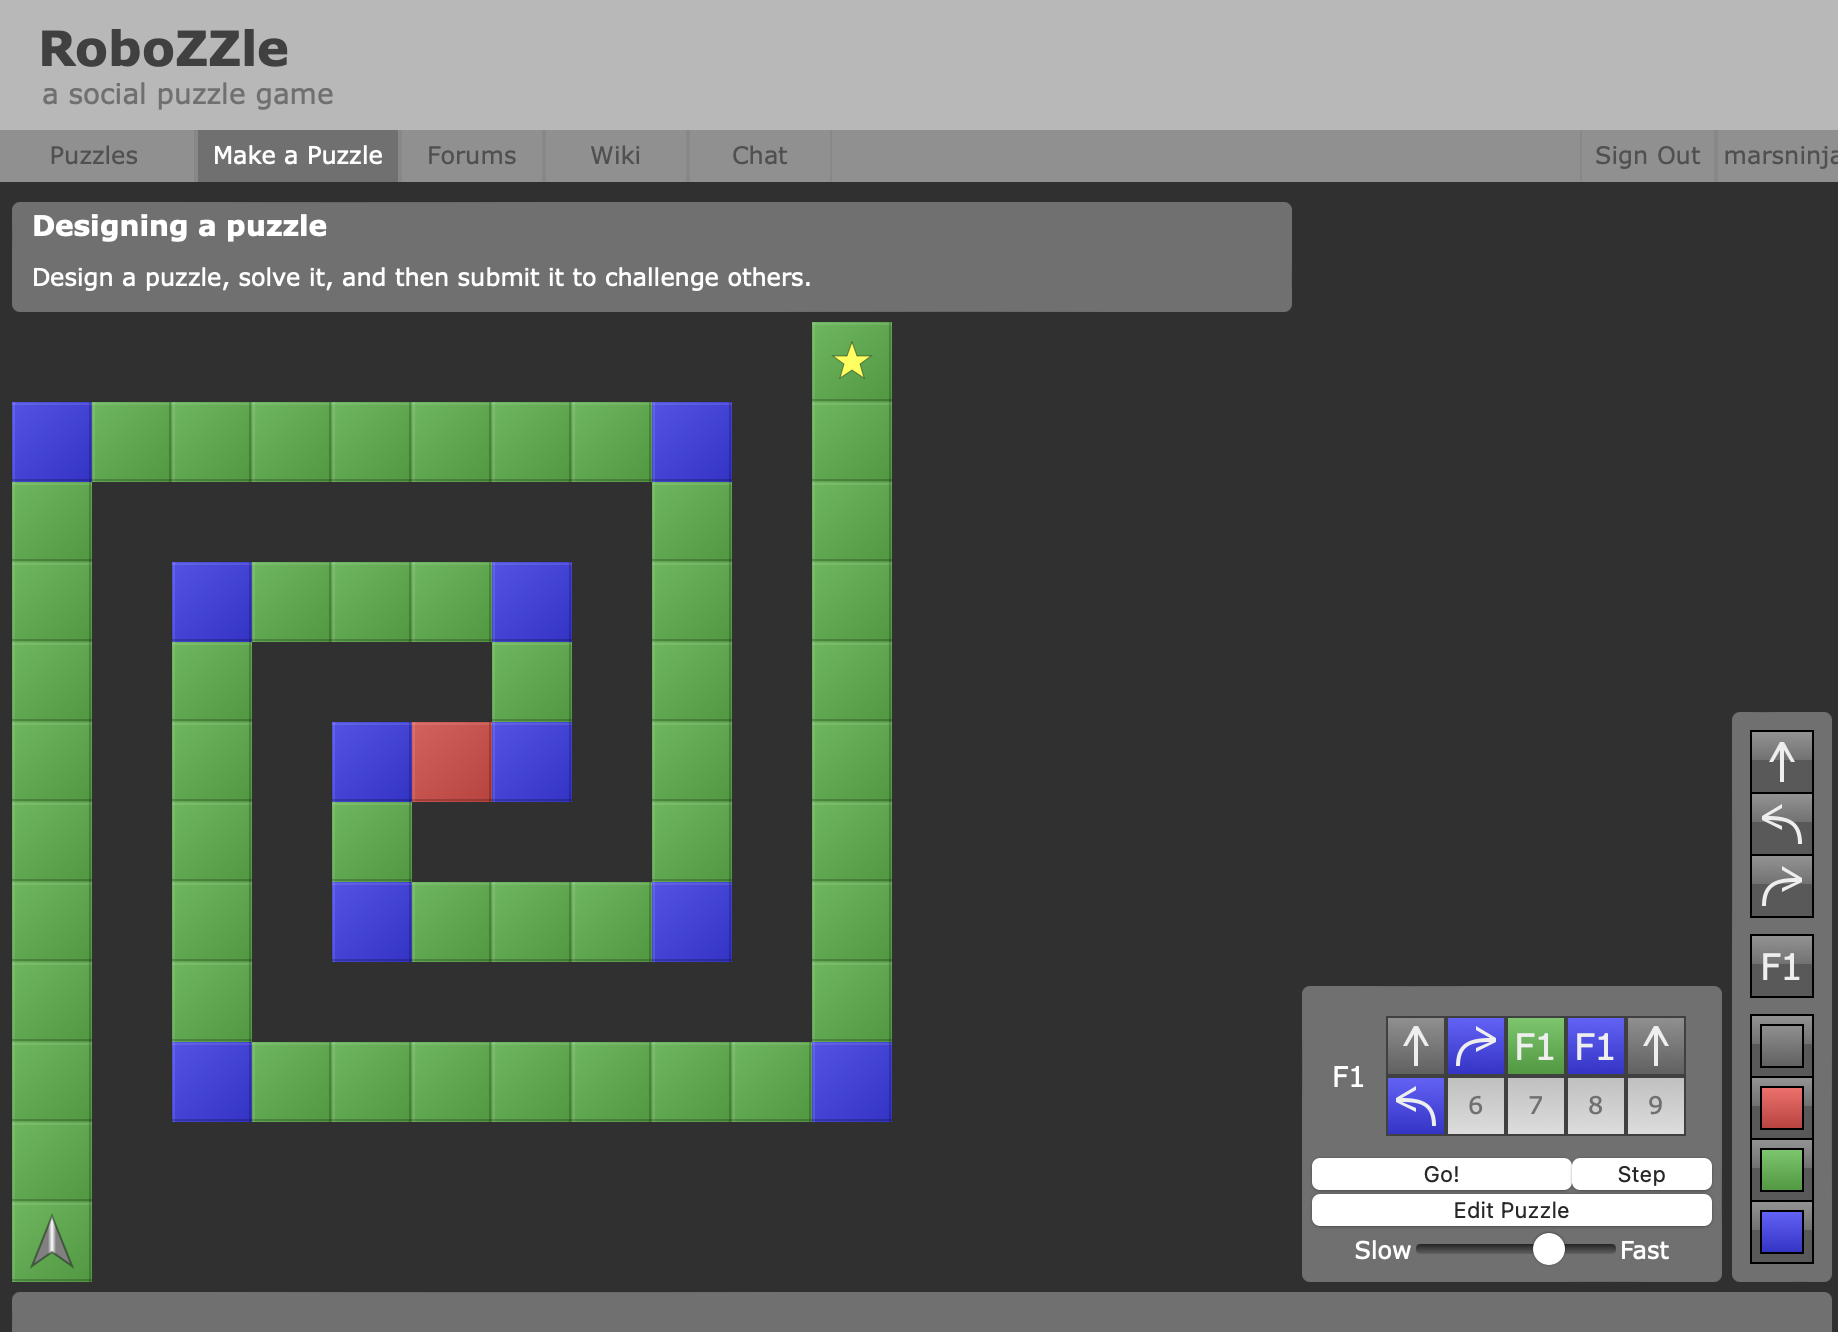 RoboZZle
a social puzzle game
Puzzles Make a Puzzle Forums Wiki Chat Sign Out marsninja
Designing a puzzle
Design a puzzle, solve it, and then submit it to challenge others.
F1
F1 F1 F1
6 7 8 9
Go! Step
Edit Puzzle
Slow Fast